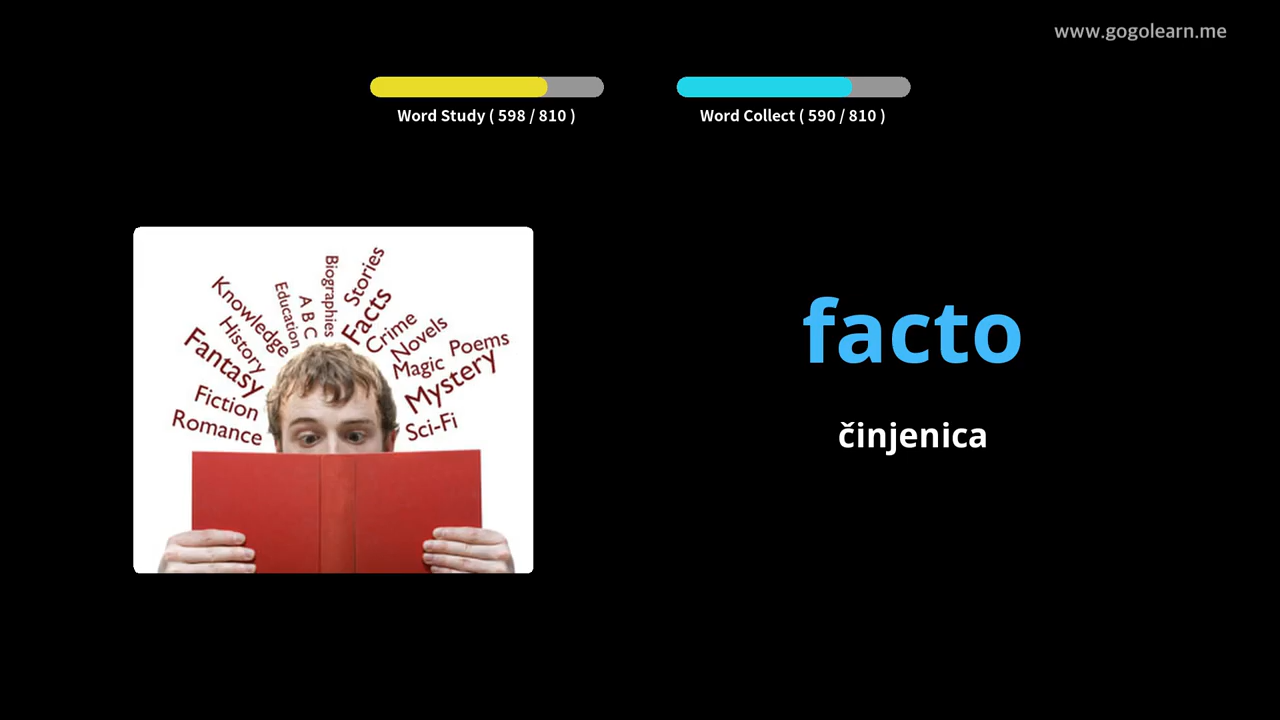 www.gogolearn.me
Word Study ( 598 / 810 )
Word Collect ( 590 / 810 )
Romance
Fiction
Fantasy
History
Knowledge
Education
A B C
Biographies
Stories
Facts
Crime
Novels
Magic
Poems
Mystery
Sci-Fi
facto
činjenica